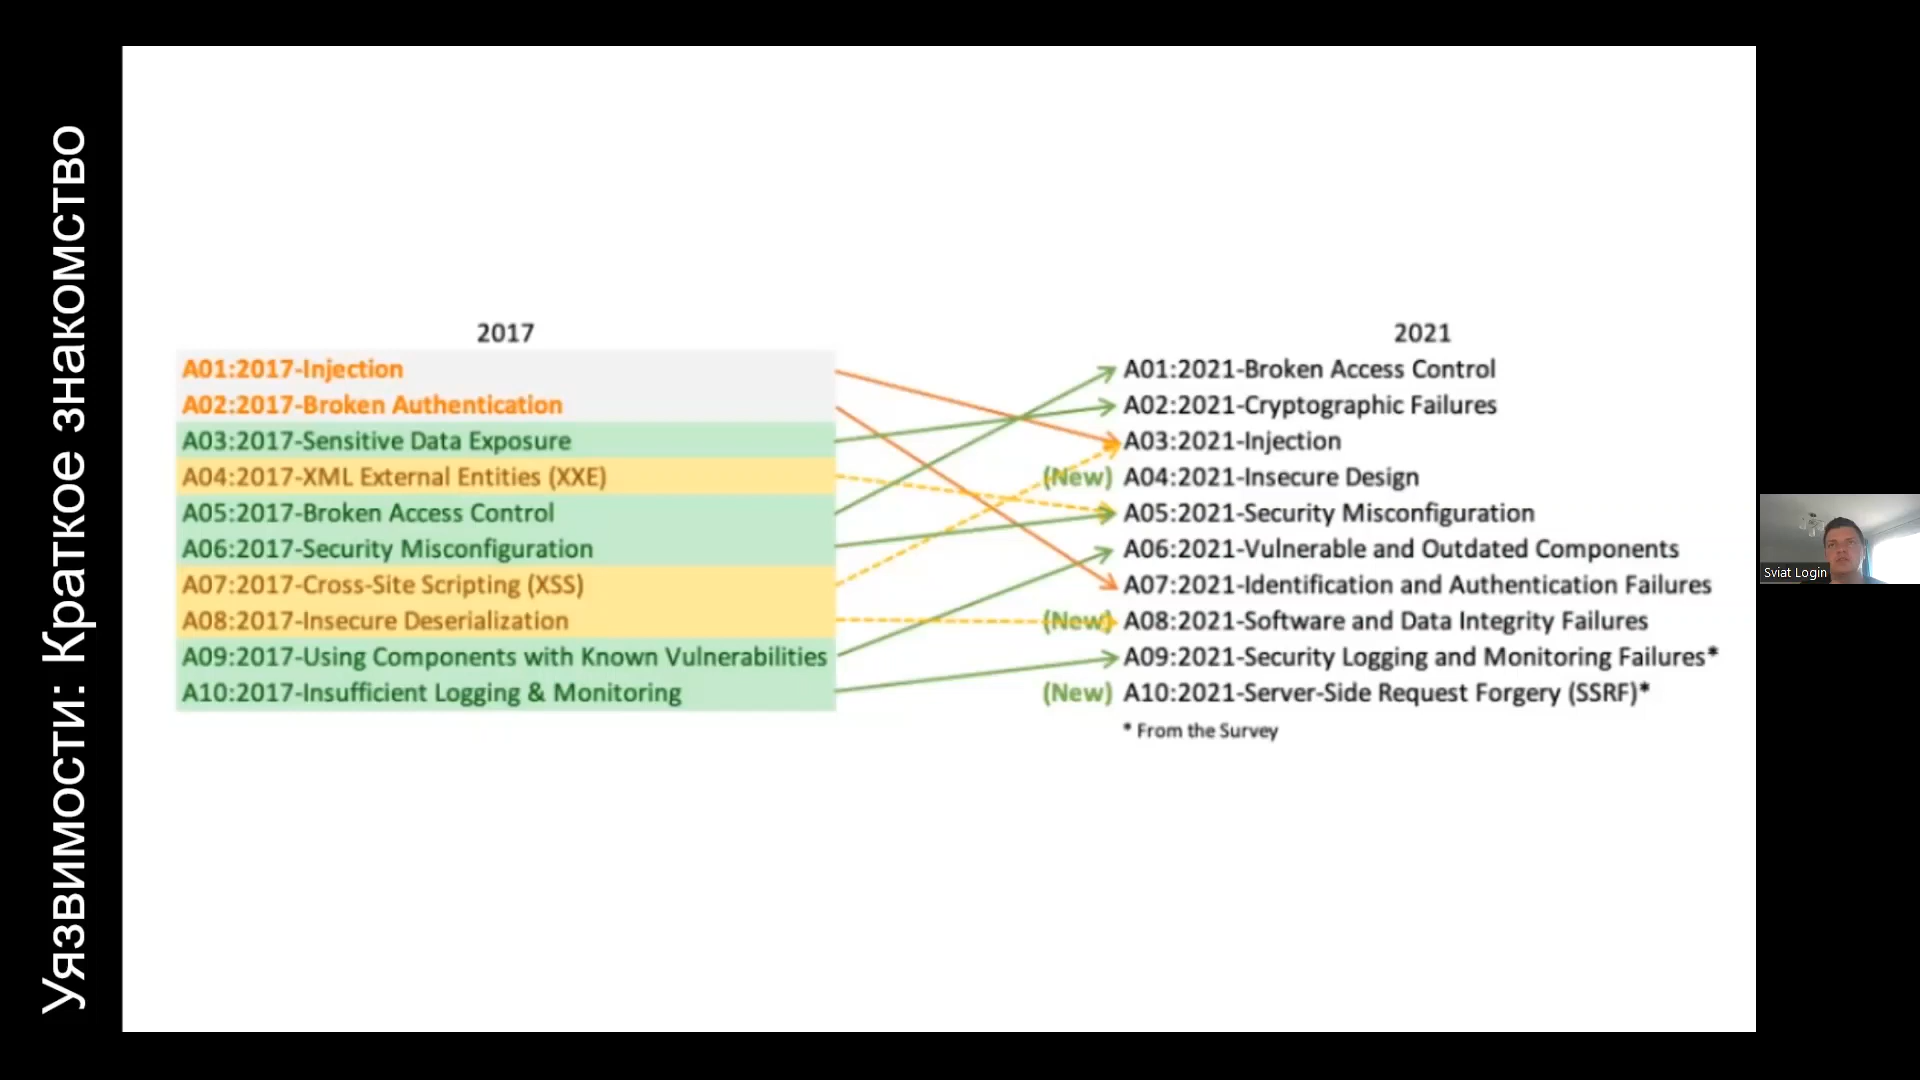 Уязвимости: Краткое знакомство
2017
A01:2017-Injection
A02:2017-Broken Authentication
A03:2017-Sensitive Data Exposure
A04:2017-XML External Entities (XXE)
A05:2017-Broken Access Control
A06:2017-Security Misconfiguration
A07:2017-Cross-Site Scripting (XSS)
A08:2017-Insecure Deserialization
A09:2017-Using Components with Known Vulnerabilities
A10:2017-Insufficient Logging & Monitoring
2021
A01:2021-Broken Access Control
A02:2021-Cryptographic Failures
A03:2021-Injection
(New) A04:2021-Insecure Design
A05:2021-Security Misconfiguration
A06:2021-Vulnerable and Outdated Components
A07:2021-Identification and Authentication Failures
(New) A08:2021-Software and Data Integrity Failures
A09:2021-Security Logging and Monitoring Failures*
(New) A10:2021-Server-Side Request Forgery (SSRF)*
* From the Survey
Sviat Login